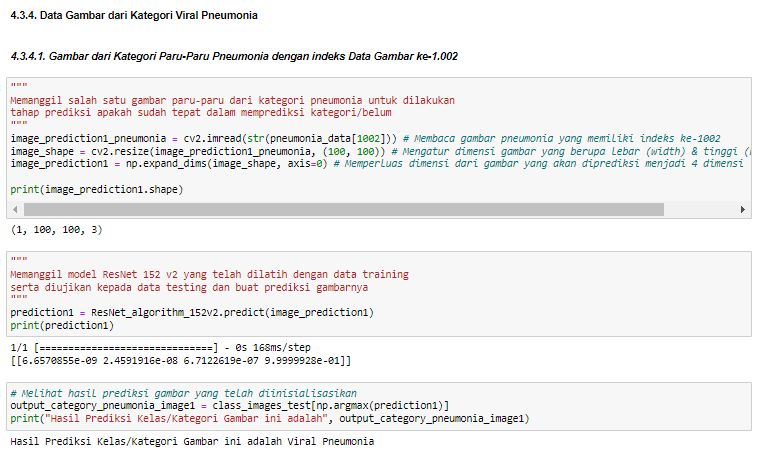 4.3.4. Data Gambar dari Kategori Viral Pneumonia
4.3.4.1. Gambar dari Kategori Paru-Paru Pneumonia dengan indeks Data Gambar ke-1.002
"""
Memanggil salah satu gambar paru-paru dari kategori pneumonia untuk dilakukan
tahap prediksi apakah sudah tepat dalam memprediksi kategori/belum
"""
image_prediction1_pneumonia = cv2.imread(str(pneumonia_data[1002])) # Membaca gambar pneumonia yang memiliki indeks ke-1002
image_shape = cv2.resize(image_prediction1_pneumonia, (100, 100)) # Mengatur dimensi gambar yang berupa Lebar (width) & tinggi (
image_prediction1 = np.expand_dims(image_shape, axis=0) # Memperluas dimensi dari gambar yang akan diprediksi menjadi 4 dimensi
print(image_prediction1.shape)
(1, 100, 100, 3)
"""
Memanggil model ResNet 152 v2 yang telah dilatih dengan data training
serta diujikan kepada data testing dan buat prediksi gambarnya
"""
prediction1 = ResNet_algorithm_152v2.predict(image_prediction1)
print(prediction1)
1/1 [==============================] - 0s 168ms/step
[[6.6570855e-09 2.4591916e-08 6.7122619e-07 9.9999928e-01]]
# Melihat hasil prediksi gambar yang telah diinisialisasikan
output_category_pneumonia_image1 = class_images_test[np.argmax(prediction1)]
print("Hasil Prediksi Kelas/Kategori Gambar ini adalah", output_category_pneumonia_image1)
Hasil Prediksi Kelas/Kategori Gambar ini adalah Viral Pneumonia